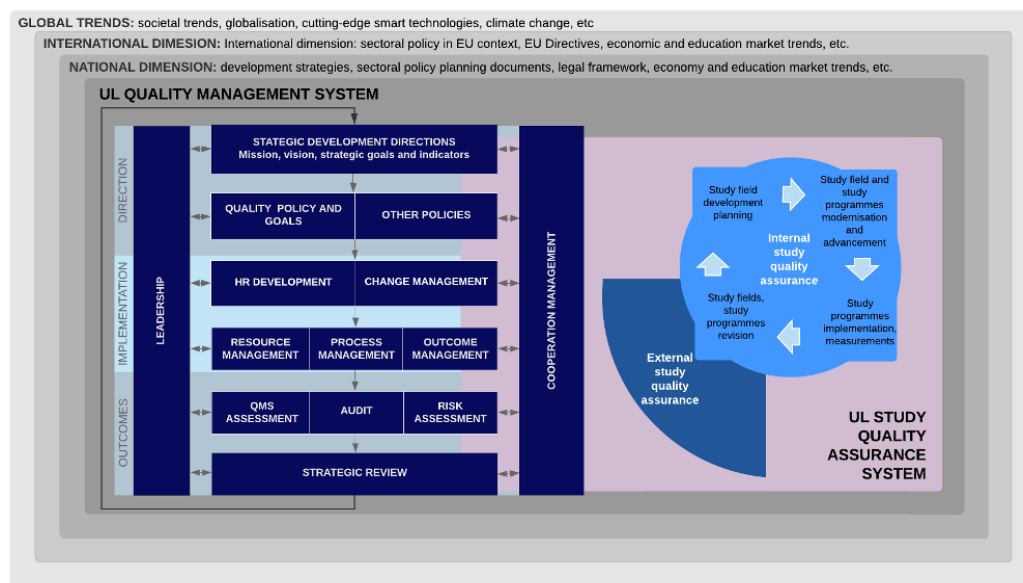 GLOBAL TRENDS: societal trends, globalisation, cutting-edge smart technologies, climate change, etc
INTERNATIONAL DIMESION: International dimension: sectoral policy in EU context, EU Directives, economic and education market trends, etc.
NATIONAL DIMENSION: development strategies, sectoral policy planning documents, legal framework, economy and education market trends, etc.
UL QUALITY MANAGEMENT SYSTEM
DIRECTION
IMPLEMENTATION
OUTCOMES
LEADERSHIP
STATEGIC DEVELOPMENT DIRECTIONS
Mission, vision, strategic goals and indicators
QUALITY POLICY AND
GOALS
OTHER POLICIES
HR DEVELOPMENT
CHANGE MANAGEMENT
RESOURCE
MANAGEMENT
PROCESS
MANAGEMENT
OUTCOME
MANAGEMENT
QMS
ASSESSMENT
AUDIT
RISK
ASSESSMENT
STRATEGIC REVIEW
COOPERATION MANAGEMENT
Study field
development
planning
Study field and
study
programmes
modernisation
and
advancement
Internal
study
quality
assurance
Study fields,
study
programmes
revision
Study
programmes
implementation,
measurements
External
study
quality
assurance
UL STUDY
QUALITY
ASSURANCE
SYSTEM